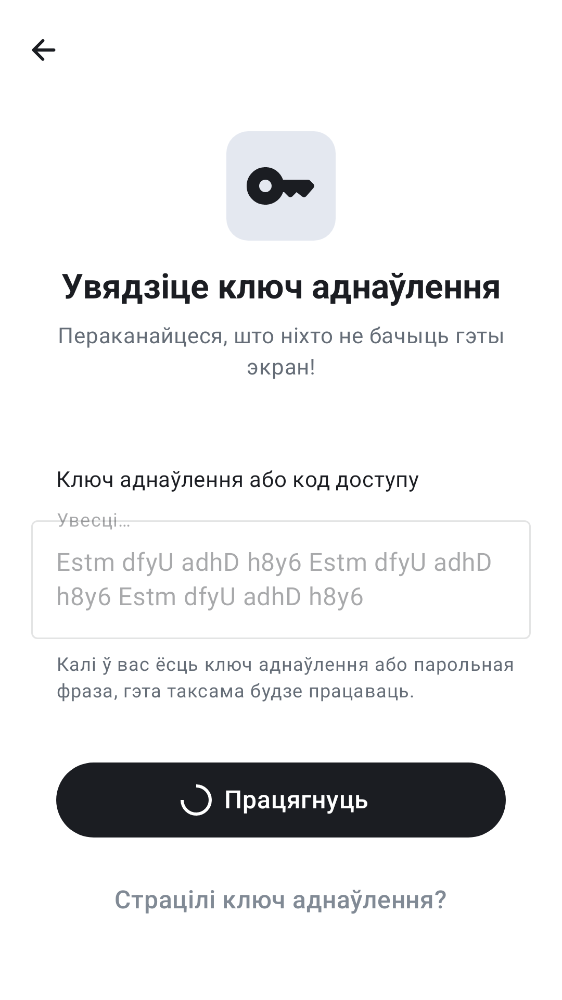 Увядзіце ключ аднаўлення
Пераканайцеся, што ніхто не бачыць гэты
экран!
Ключ аднаўлення або код доступу
Увесці…
Estm dfyU adhD h8y6 Estm dfyU adhD
h8y6 Estm dfyU adhD h8y6
Калі ў вас ёсць ключ аднаўлення або парольная
фраза, гэта таксама будзе працаваць.
Працягнуць
Страцілі ключ аднаўлення?